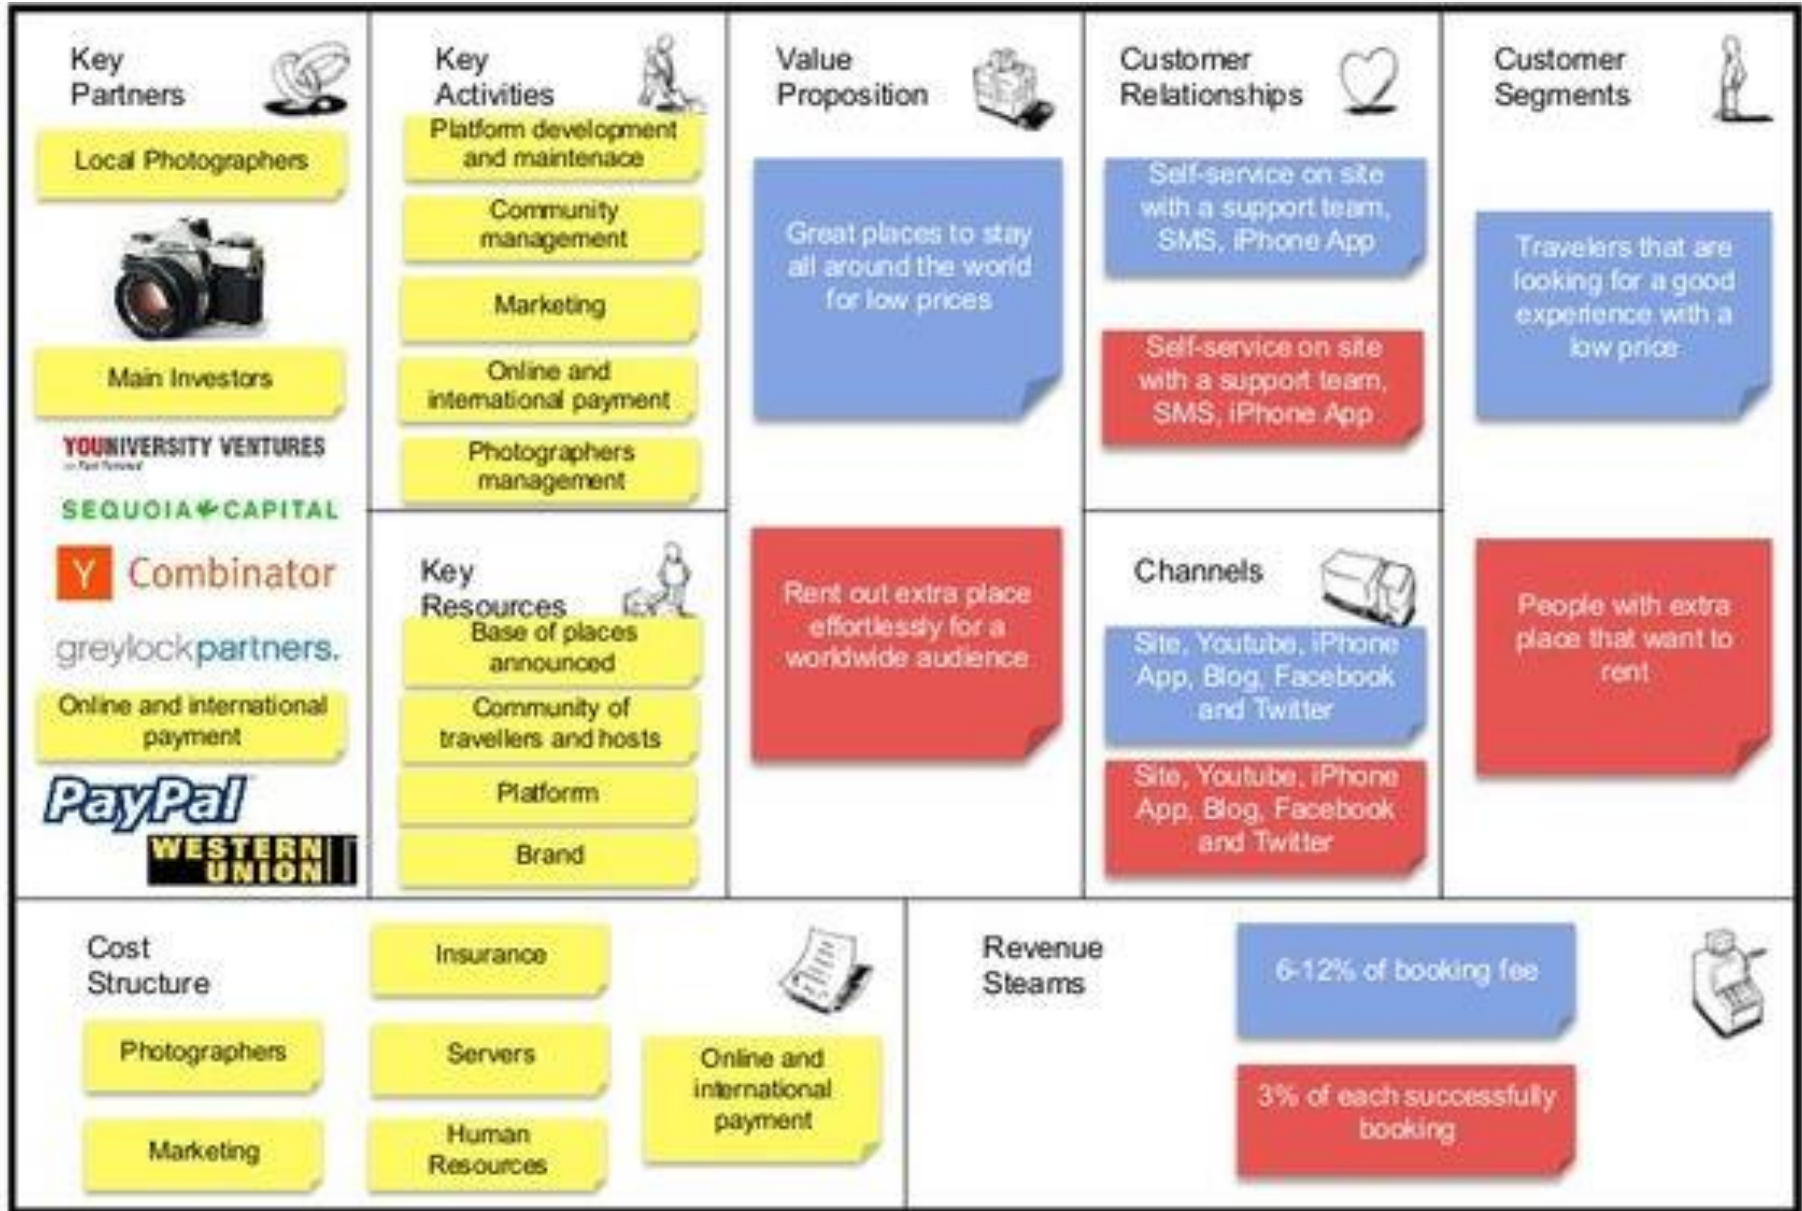 Key
Partners
Local Photographers
Main Investors
YOUNIVERSITY VENTURES
SEQUOIA CAPITAL
Y Combinator
greylockpartners.
Online and international
payment
PayPal
WESTERN
UNION
Key
Activities
Platform development
and maintenace
Community
management
Marketing
Online and
international payment
Photographers
management
Key
Resources
Base of places
announced
Community of
travellers and hosts
Platform
Brand
Value
Proposition
Great places to stay
all around the world
for low prices
Rent out extra place
effortlessly for a
worldwide audience
Customer
Relationships
Self-service on site
with a support team,
SMS, iPhone App
Self-service on site
with a support team,
SMS, iPhone App
Channels
Site, Youtube, iPhone
App, Blog, Facebook
and Twitter
Site, Youtube, iPhone
App, Blog, Facebook
and Twitter
Customer
Segments
Travelers that are
looking for a good
experience with a
low price
People with extra
place that want to
rent
Cost
Structure
Photographers
Marketing
Insurance
Servers
Human
Resources
Online and
international
payment
Revenue
Steams
6-12% of booking fee
3% of each successfully
booking